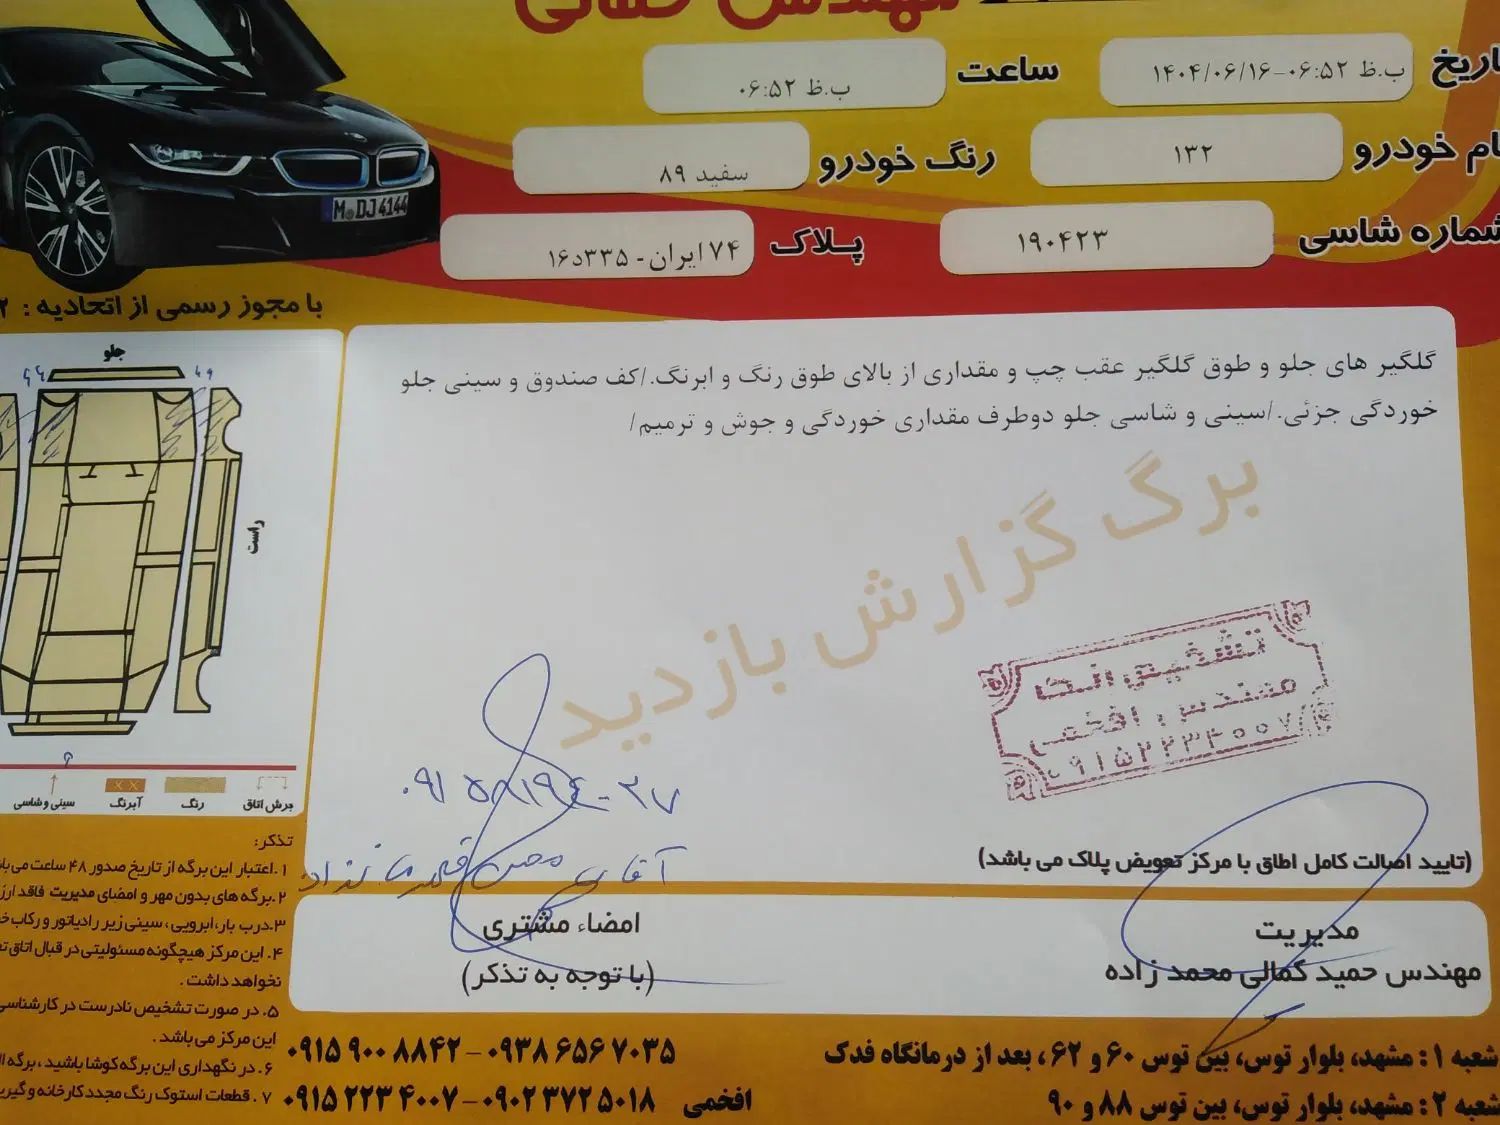 مهندس
تاریخ ۱۴۰۴/۰۶/۱۶-۰۶:۵۲ ب.ظ ساعت ۰۶:۵۲ ب.ظ
نام خودرو ۱۳۲ رنگ خودرو سفید ۸۹
شماره شاسی ۱۹۰۴۲۳ پلاک ۷۴ ایران - ۳۳۵د۱۶
M DJ 4144
با مجوز رسمی از اتحادیه :
گلگیر های جلو و طوق گلگیر عقب چپ و مقداری از بالای طوق رنگ و ابرنگ./کف صندوق و سینی جلو
خوردگی جزئی./سینی و شاسی جلو دوطرف مقداری خوردگی و جوش و ترمیم/
جلو
راست
برش اتاق رنگ آبرنگ سینی و شاسی
برگ گزارش بازدید
تشخیص الـت
مهندس افخمی
۰۹۱۵۲۲۳۴۰۰۷
۰۹۱۵۸۱۹۴۰۲۷
آقای محسن
(تایید اصالت کامل اطاق با مرکز تعویض پلاک می باشد)
مدیریت
مهندس حمید کمالی محمد زاده
امضاء مشتری
(با توجه به تذکر)
تذکر:
۱. اعتبار این برگه از تاریخ صدور ۴۸ ساعت
۲. برگه های بدون مهر و امضای مدیریت فاقد
۳. درب بار، ابرویی، سینی زیر رادیاتور و رکاب
۴. این مرکز هیچگونه مسئولیتی در قبال اتاق
نخواهد داشت.
۵. در صورت تشخیص نادرست در کارشناسی
این مرکز می باشد.
۶. در نگهداری این برگه کوشا باشید، برگه
۷. قطعات استوک رنگ مجدد کارخانه و
شعبه ۱ : مشهد، بلوار توس، بین توس ۶۰ و ۶۲، بعد از درمانگاه فدک ۰۹۳۸۶۵۶۷۰۳۵ - ۰۹۱۵۹۰۰۸۸۴۲
شعبه ۲ : مشهد، بلوار توس، بین توس ۸۸ و ۹۰ افخمی ۰۹۰۲۳۷۲۵۰۱۸ - ۰۹۱۵۲۲۳۴۰۰۷